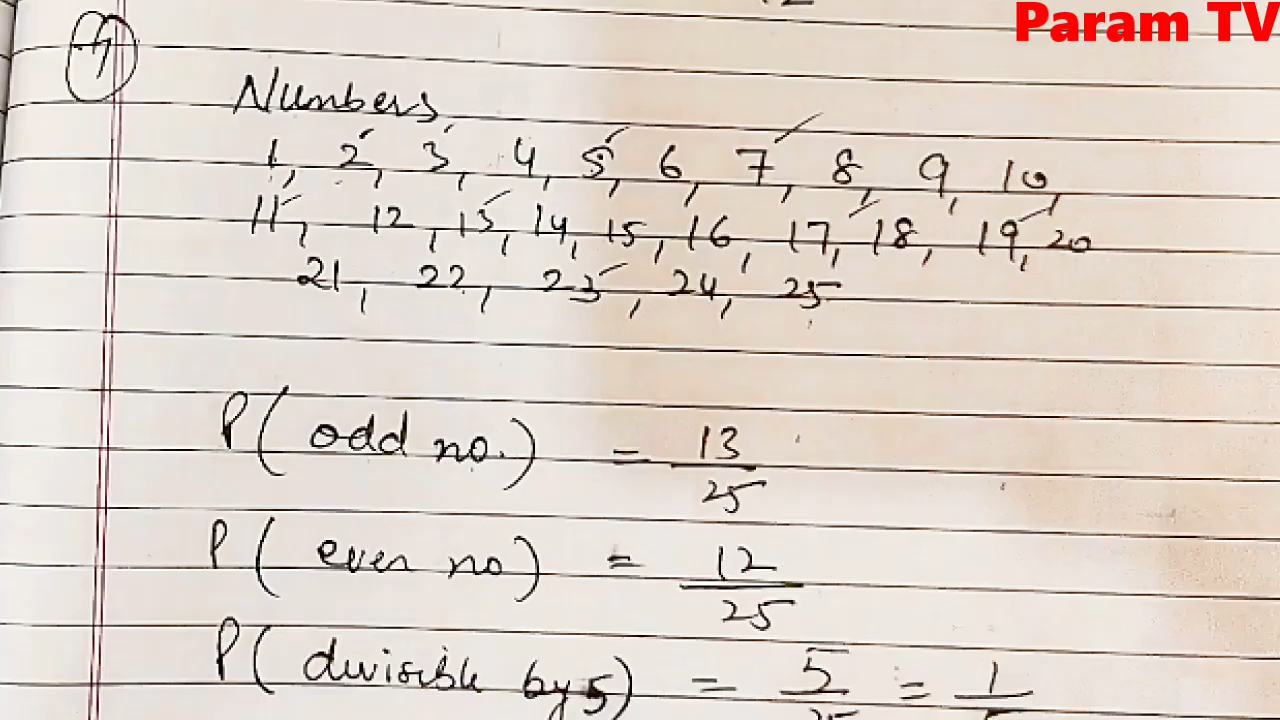 Param TV
4
Numbers
1, 2, 3, 4, 5, 6, 7, 8, 9, 10,
11, 12, 13, 14, 15, 16, 17, 18, 19, 20
21, 22, 23, 24, 25
P( odd no.) = 13/25
P( even no) = 12/25
P( divisible by 5) = 5/25 = 1